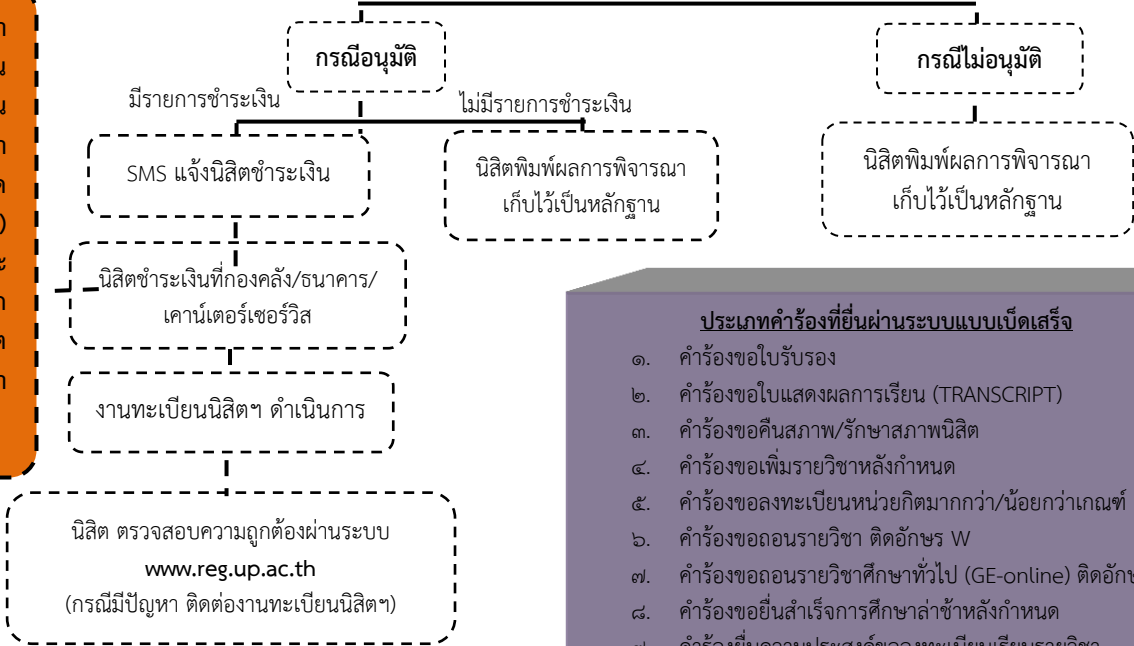 กรณีอนุมัติ
กรณีไม่อนุมัติ
มีรายการชำระเงิน
ไม่มีรายการชำระเงิน
SMS แจ้งนิสิตชำระเงิน
นิสิตพิมพ์ผลการพิจารณา
เก็บไว้เป็นหลักฐาน
นิสิตพิมพ์ผลการพิจารณา
เก็บไว้เป็นหลักฐาน
นิสิตชำระเงินที่กองคลัง/ธนาคาร/
เคาน์เตอร์เซอร์วิส
งานทะเบียนนิสิตฯ ดำเนินการ
นิสิต ตรวจสอบความถูกต้องผ่านระบบ
www.reg.up.ac.th
(กรณีมีปัญหา ติดต่องานทะเบียนนิสิตฯ)
ประเภทคำร้องที่ยื่นผ่านระบบแบบเบ็ดเสร็จ
๑. คำร้องขอใบรับรอง
๒. คำร้องขอใบแสดงผลการเรียน (TRANSCRIPT)
๓. คำร้องขอคืนสภาพ/รักษาสภาพนิสิต
๔. คำร้องขอเพิ่มรายวิชาหลังกำหนด
๕. คำร้องขอลงทะเบียนหน่วยกิตมากกว่า/น้อยกว่าเกณฑ์
๖. คำร้องขอถอนรายวิชา ติดอักษร W
๗. คำร้องขอถอนรายวิชาศึกษาทั่วไป (GE-online) ติดอักษ
๘. คำร้องขอยื่นสำเร็จการศึกษาล่าช้าหลังกำหนด